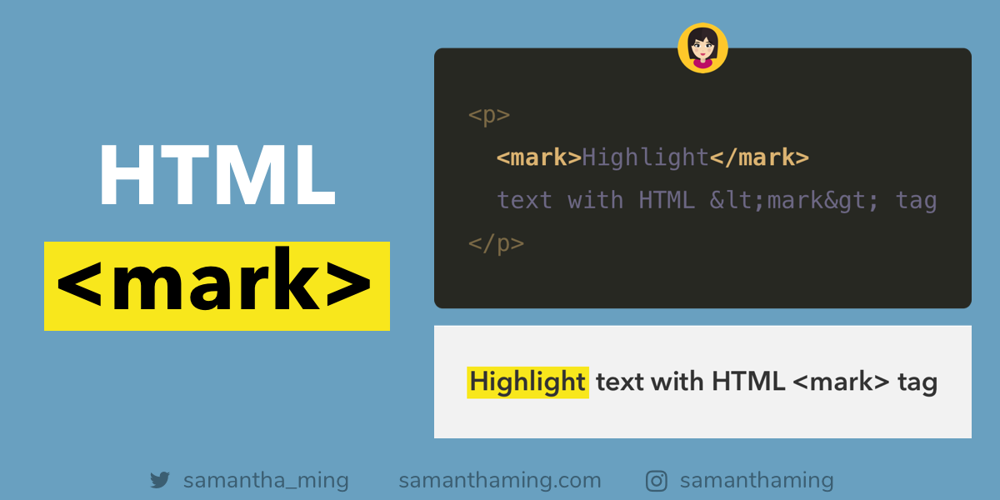 HTML
<mark>
<p>
<mark>Highlight</mark>
text with HTML &lt;mark&gt; tag
</p>
Highlight text with HTML <mark> tag
samantha_ming samanthaming.com samanthaming